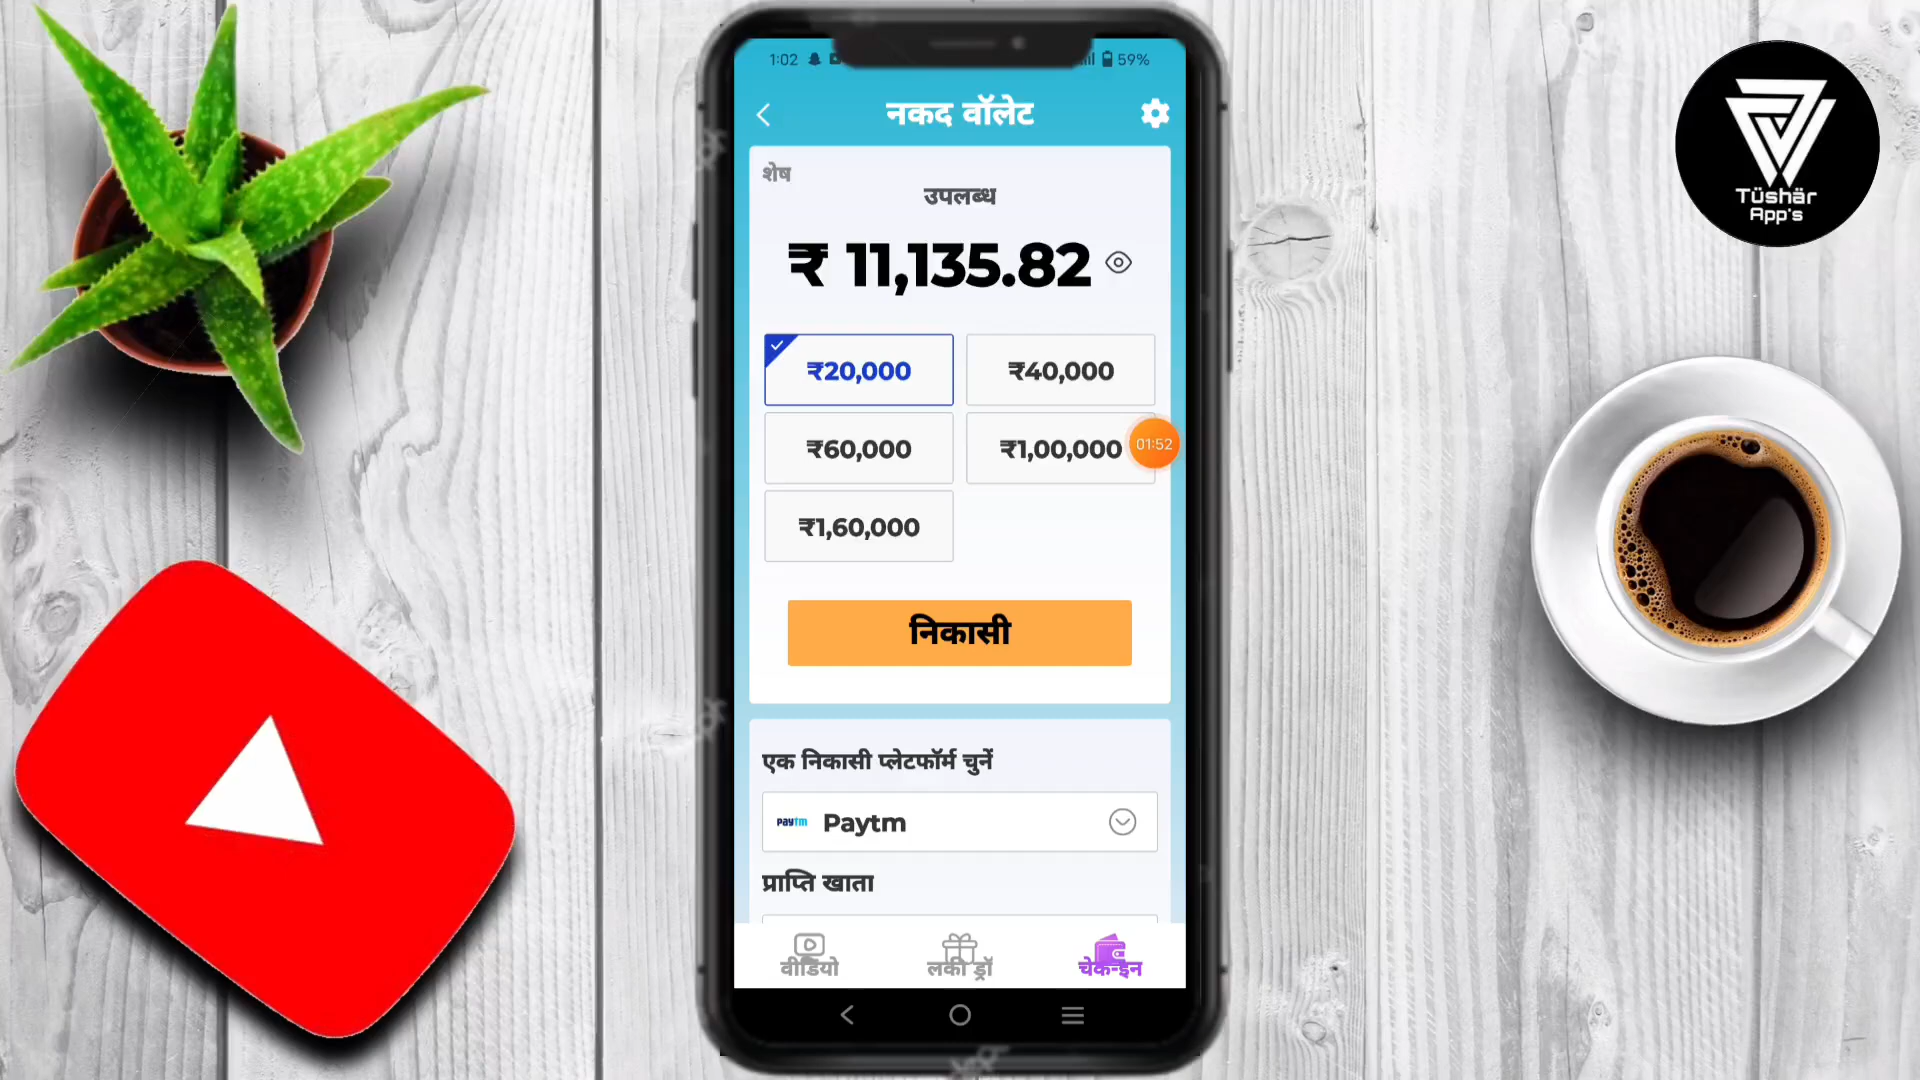 1:02
59%
नकद वॉलेट
शेष
उपलब्ध
₹ 11,135.82
₹20,000
₹40,000
₹60,000
₹1,00,000
01:52
₹1,60,000
निकासी
एक निकासी प्लेटफॉर्म चुनें
Paytm Paytm
प्राप्ति खाता
वीडियो
लकी ड्रॉ
चेक-इन
Tüshär
App's